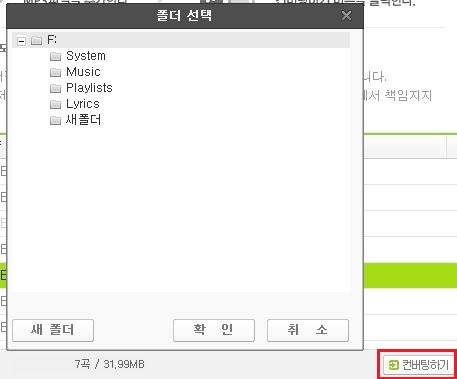 폴더 선택
F:
System
Music
Playlists
Lyrics
새폴더
니다.
에서 책임지지
새 폴더
확 인
취 소
7곡 / 31,99MB
컨버팅하기